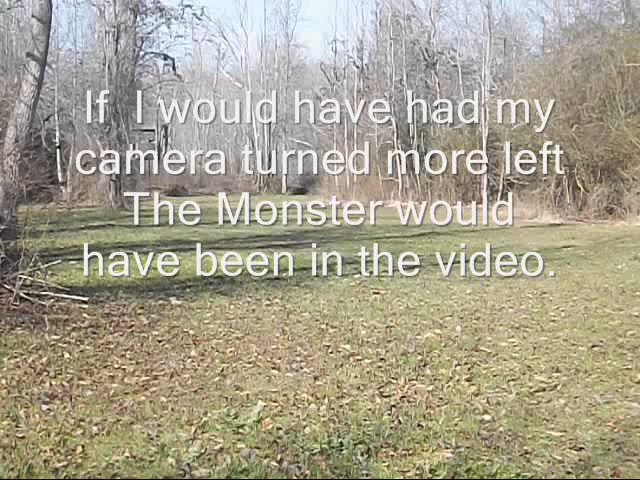 If I would have had my
camera turned more left
The Monster would
have been in the video.